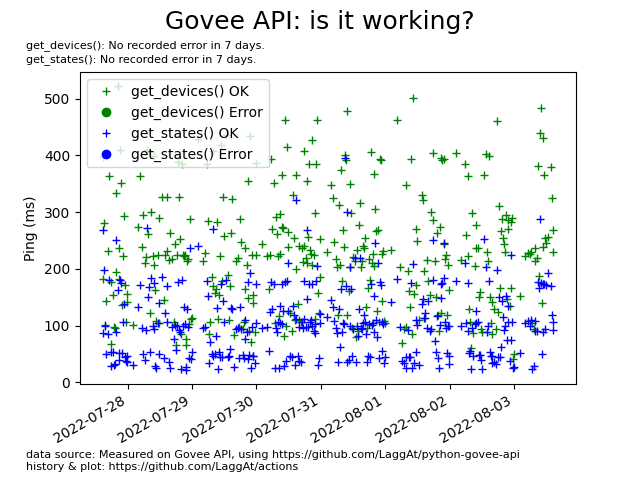 Govee API: is it working?
get_devices(): No recorded error in 7 days.
get_states(): No recorded error in 7 days.
get_devices() OK
get_devices() Error
get_states() OK
get_states() Error
Ping (ms)
500
400
300
200
100
0
2022-07-28
2022-07-29
2022-07-30
2022-07-31
2022-08-01
2022-08-02
2022-08-03
data source: Measured on Govee API, using https://github.com/LaggAt/python-govee-api
history & plot: https://github.com/LaggAt/actions